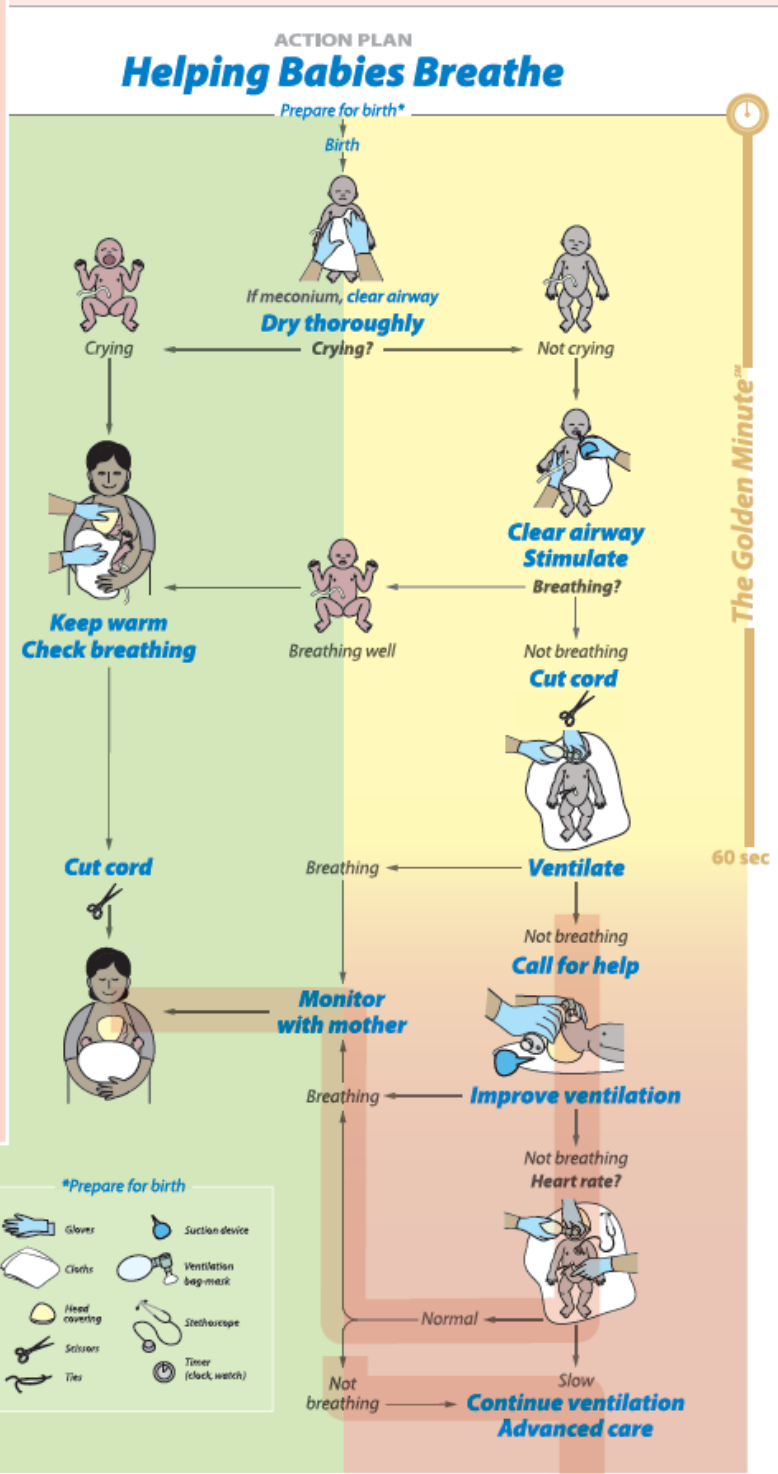 ACTION PLAN
Helping Babies Breathe
Prepare for birth*
Birth
If meconium, clear airway
Dry thoroughly
Crying
Crying?
Not crying
The Golden Minute℠
Clear airway
Stimulate
Breathing?
Keep warm
Check breathing
Breathing well
Not breathing
Cut cord
Cut cord
Breathing
Ventilate
60 sec
Not breathing
Call for help
Monitor
with mother
Breathing
Improve ventilation
Not breathing
Heart rate?
*Prepare for birth
Gloves
Suction device
Cloths
Ventilation
bag-mask
Head
covering
Stethoscope
Scissors
Timer
(clock, watch)
Ties
Normal
Not
breathing
Slow
Continue ventilation
Advanced care